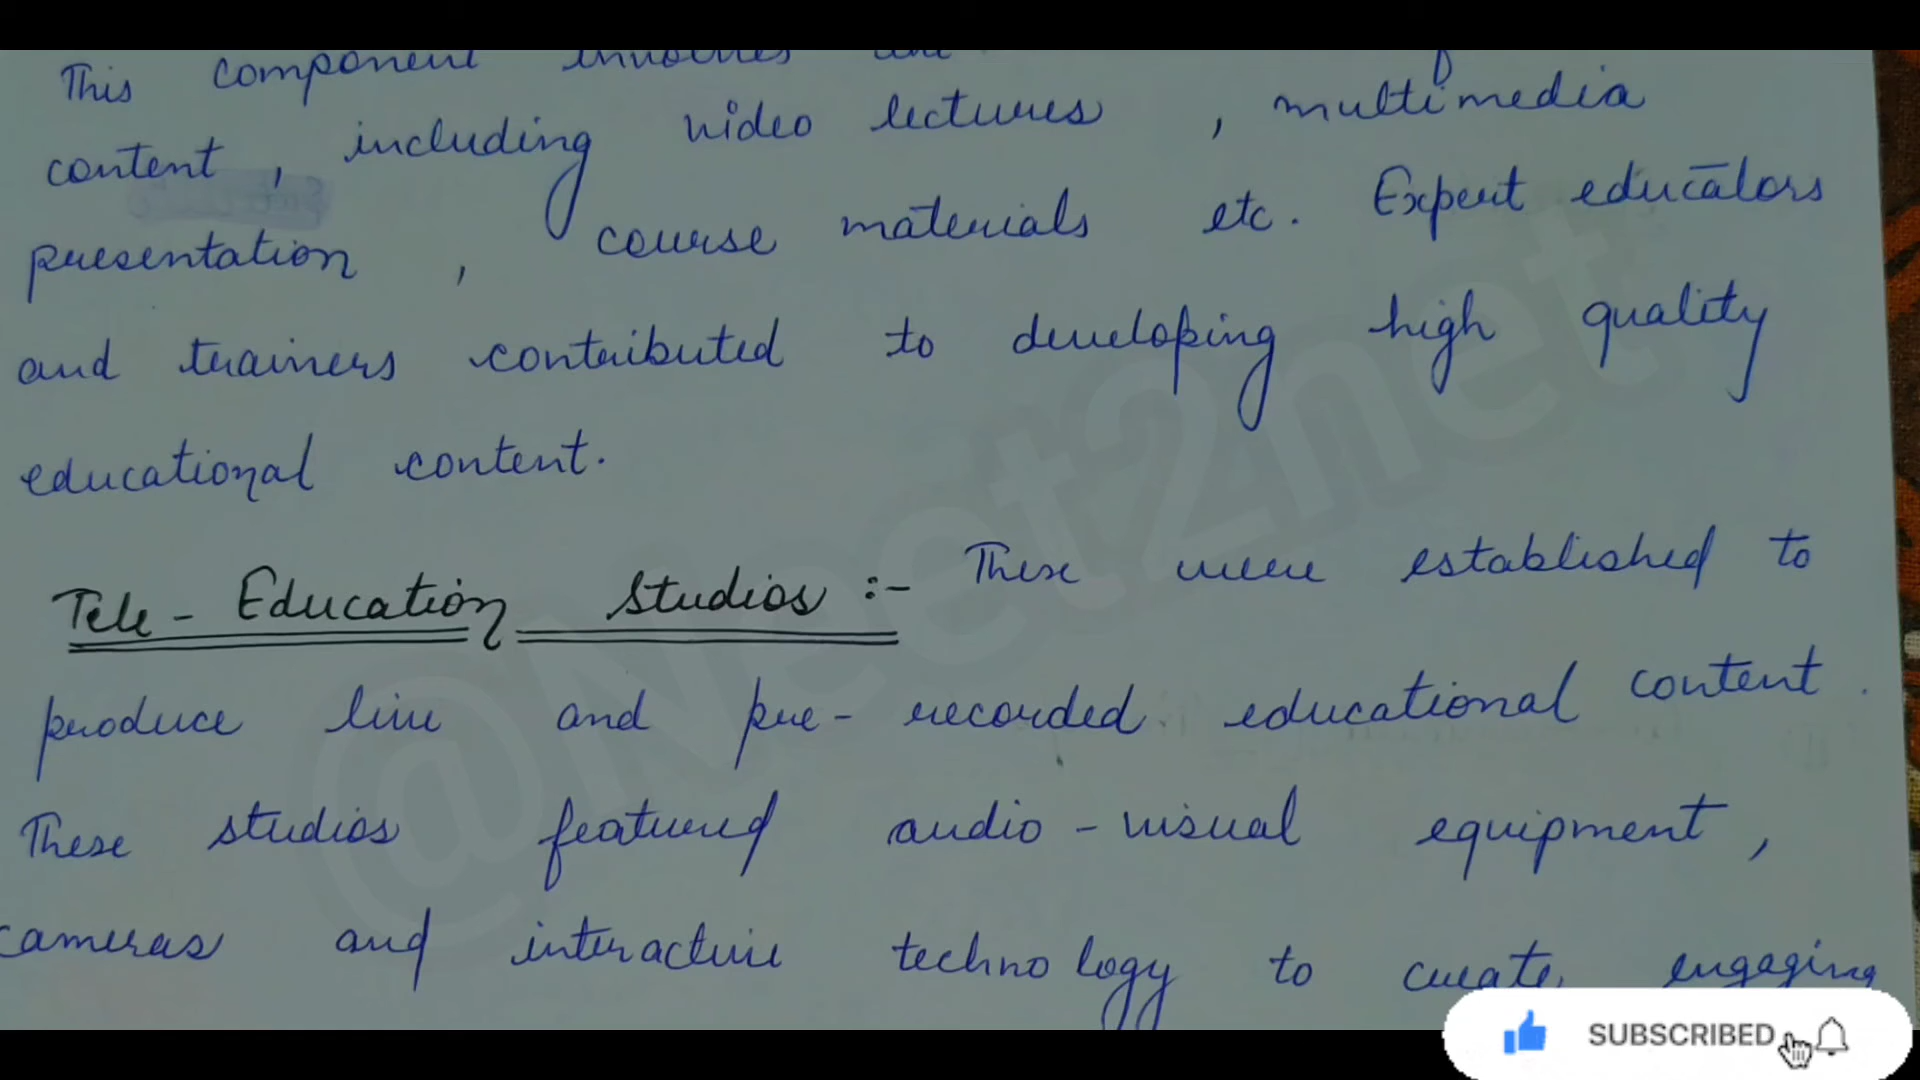 This component involves
content, including video lectures, multimedia
presentation, course materials etc. Expert educators
and trainers contributed to developing high quality
educational content.
Tele-Education Studios :- These were established to
produce live and pre-recorded educational content.
These studios featured audio-visual equipment,
cameras and interactive technology to create engaging
@Neet2net
SUBSCRIBED